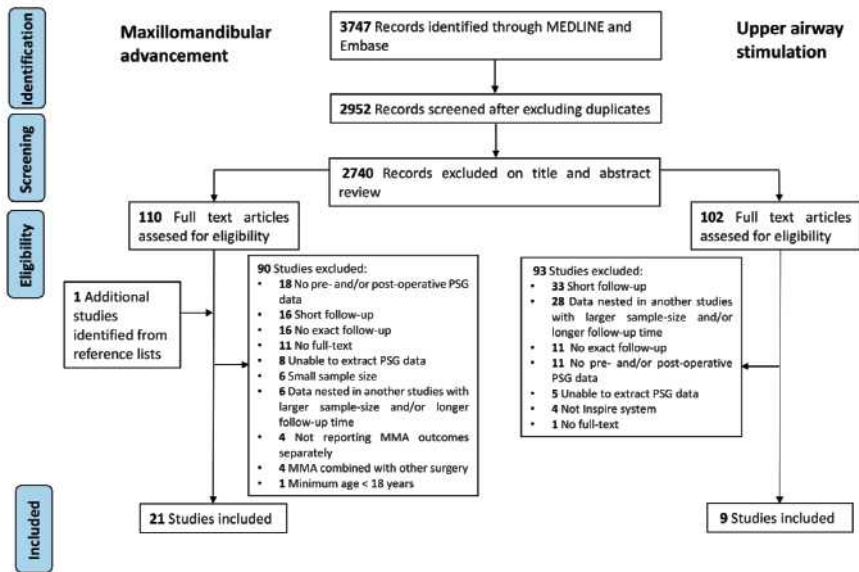 Identification
Screening
Eligibility
Included
Maxillomandibular
advancement
Upper airway
stimulation
3747 Records identified through MEDLINE and
Embase
2952 Records screened after excluding duplicates
2740 Records excluded on title and abstract
review
110 Full text articles
assesed for eligibility
102 Full text articles
assessed for eligibility
1 Additional
studies
identified from
reference lists
90 Studies excluded:
• 18 No pre- and/or post-operative PSG
data
• 16 Short follow-up
• 16 No exact follow-up
• 11 No full-text
• 8 Unable to extract PSG data
• 6 Small sample size
• 6 Data nested in another studies with
larger sample-size and/or longer
follow-up time
• 4 Not reporting MMA outcomes
separately
• 4 MMA combined with other surgery
• 1 Minimum age < 18 years
93 Studies excluded:
• 33 Short follow-up
• 28 Data nested in another studies
with larger sample-size and/or
longer follow-up time
• 11 No exact follow-up
• 11 No pre- and/or post-operative
PSG data
• 5 Unable to extract PSG data
• 4 Not Inspire system
• 1 No full-text
21 Studies included
9 Studies included